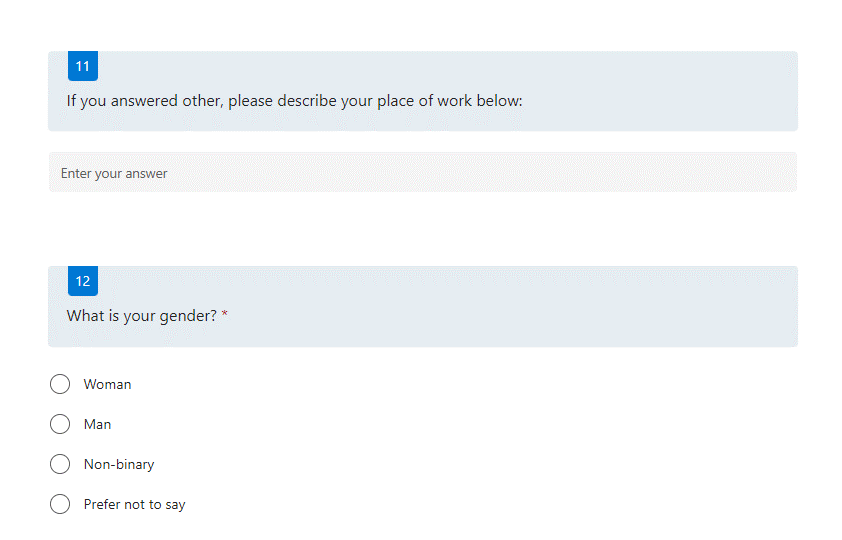 11
If you answered other, please describe your place of work below:
Enter your answer
12
What is your gender? *
Woman
Man
Non-binary
Prefer not to say